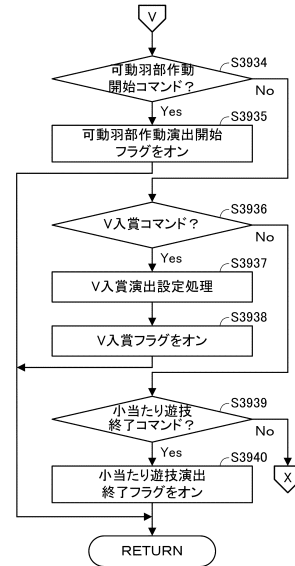 V
可動羽部作動
開始コマンド？
S3934
No
Yes
可動羽部作動演出開始
フラグをオン
S3935
V入賞コマンド？
S3936
No
Yes
V入賞演出設定処理
S3937
V入賞フラグをオン
S3938
小当たり遊技
終了コマンド？
S3939
No
Yes
X
小当たり遊技演出
終了フラグをオン
S3940
RETURN